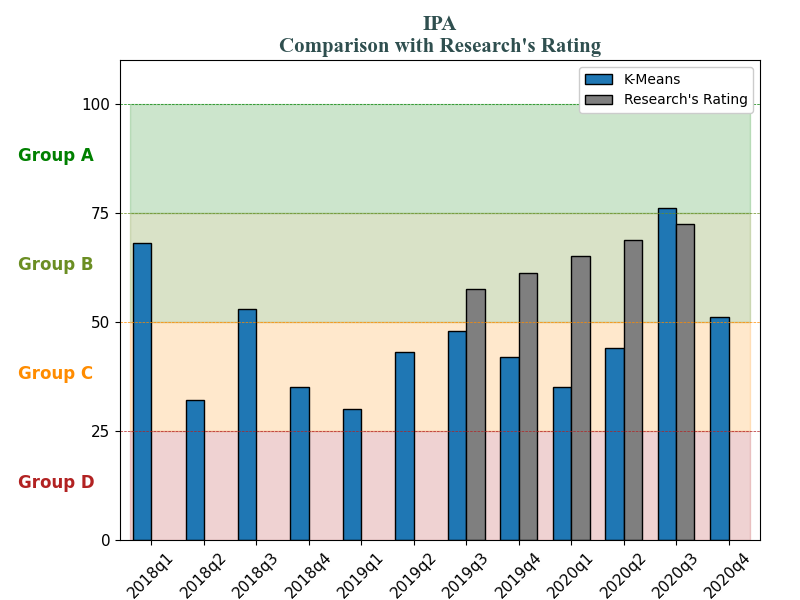 IPA
Comparison with Research's Rating
K-Means
Research's Rating
100
Group A
75
Group B
50
Group C
25
Group D
0
2018q1
2018q2
2018q3
2018q4
2019q1
2019q2
2019q3
2019q4
2020q1
2020q2
2020q3
2020q4